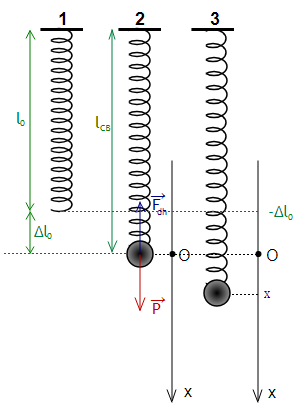 1 2 3
l₀
l_CB
F_đh
-Δl₀
Δl₀
O
O
x
P
x
x